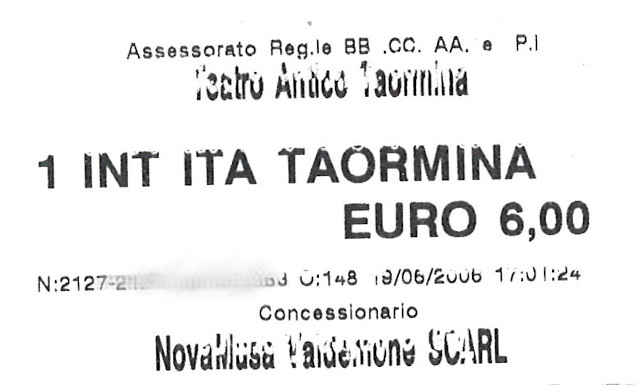 Assessorato Reg.le BB .CC. AA. e P.I
Teatro Antico Taormina
1 INT ITA TAORMINA
EURO 6,00
N:2127- O:148 19/06/2006 17:01:24
Concessionario
NovaMusa Valdemone SCARL